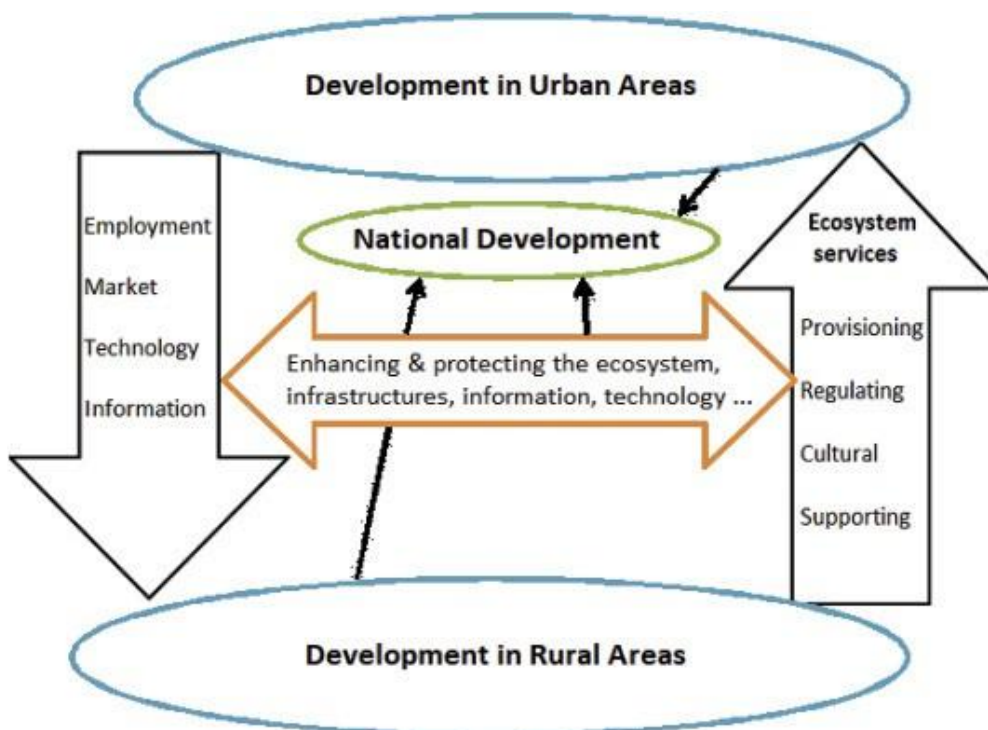 Development in Urban Areas
Employment
Market
Technology
Information
National Development
Enhancing & protecting the ecosystem,
infrastructures, information, technology ...
Ecosystem
services
Provisioning
Regulating
Cultural
Supporting
Development in Rural Areas